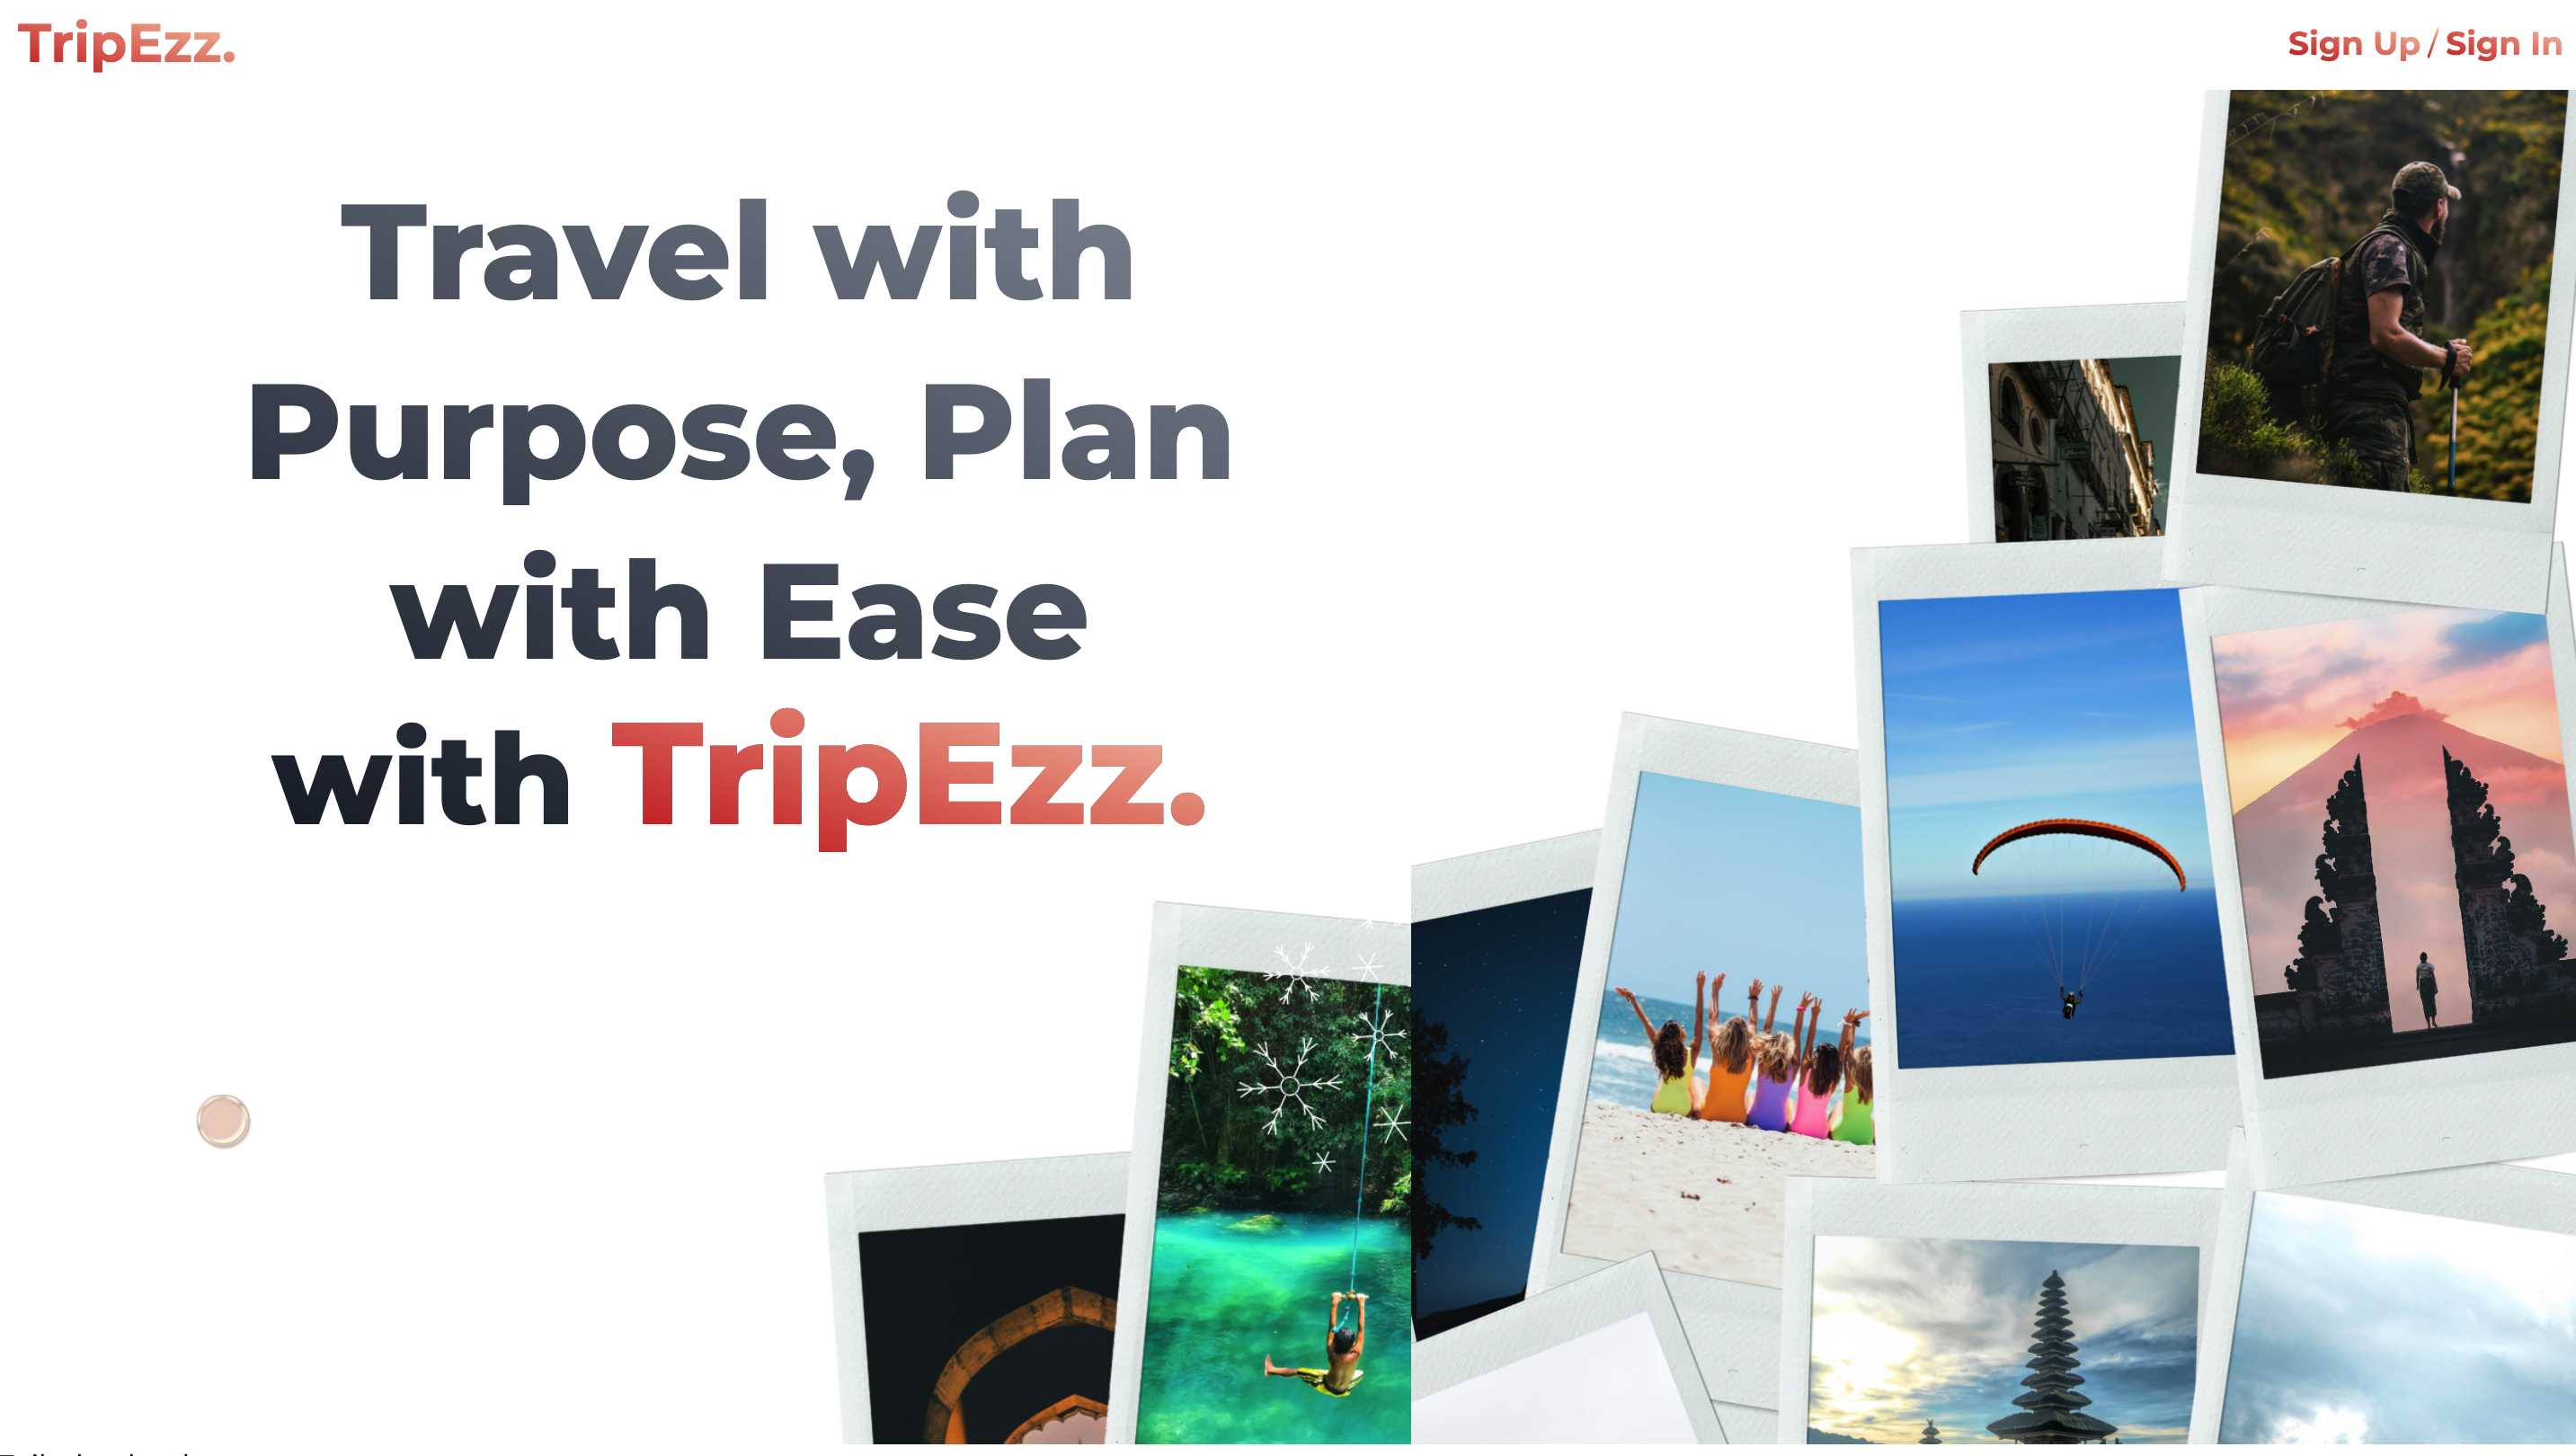 TripEzz.
Sign Up / Sign In
Travel with
Purpose, Plan
with Ease
with TripEzz.